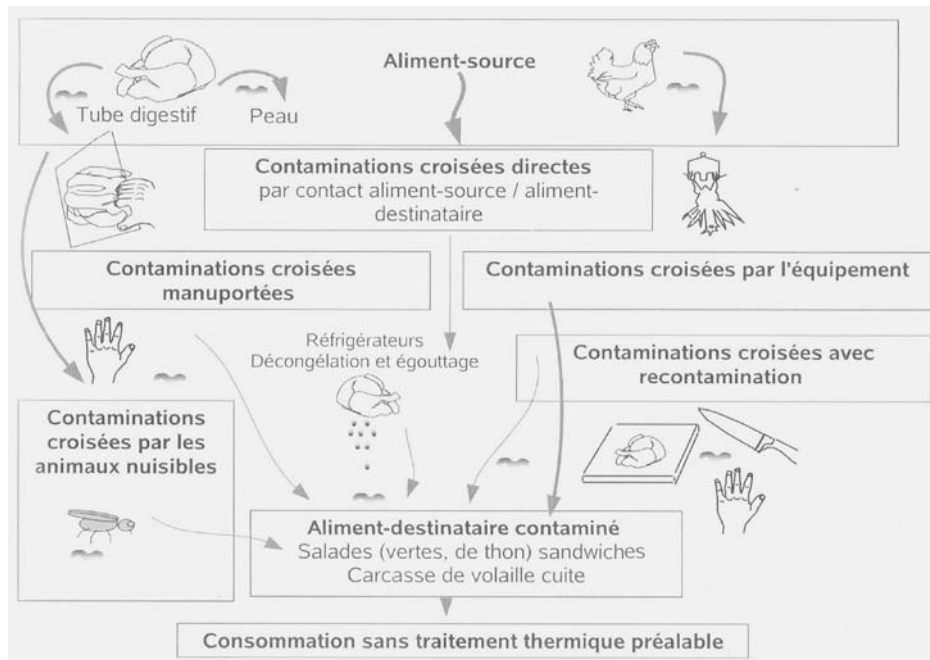 Aliment-source
Tube digestif
Peau
Contaminations croisées directes
par contact aliment-source / aliment-
destinataire
Contaminations croisées
manuportées
Contaminations croisées par l'équipement
Réfrigérateurs
Décongélation et égouttage
Contaminations croisées avec
recontamination
Contaminations
croisées par les
animaux nuisibles
Aliment-destinataire contaminé
Salades (vertes, de thon) sandwiches
Carcasse de volaille cuite
Consommation sans traitement thermique préalable